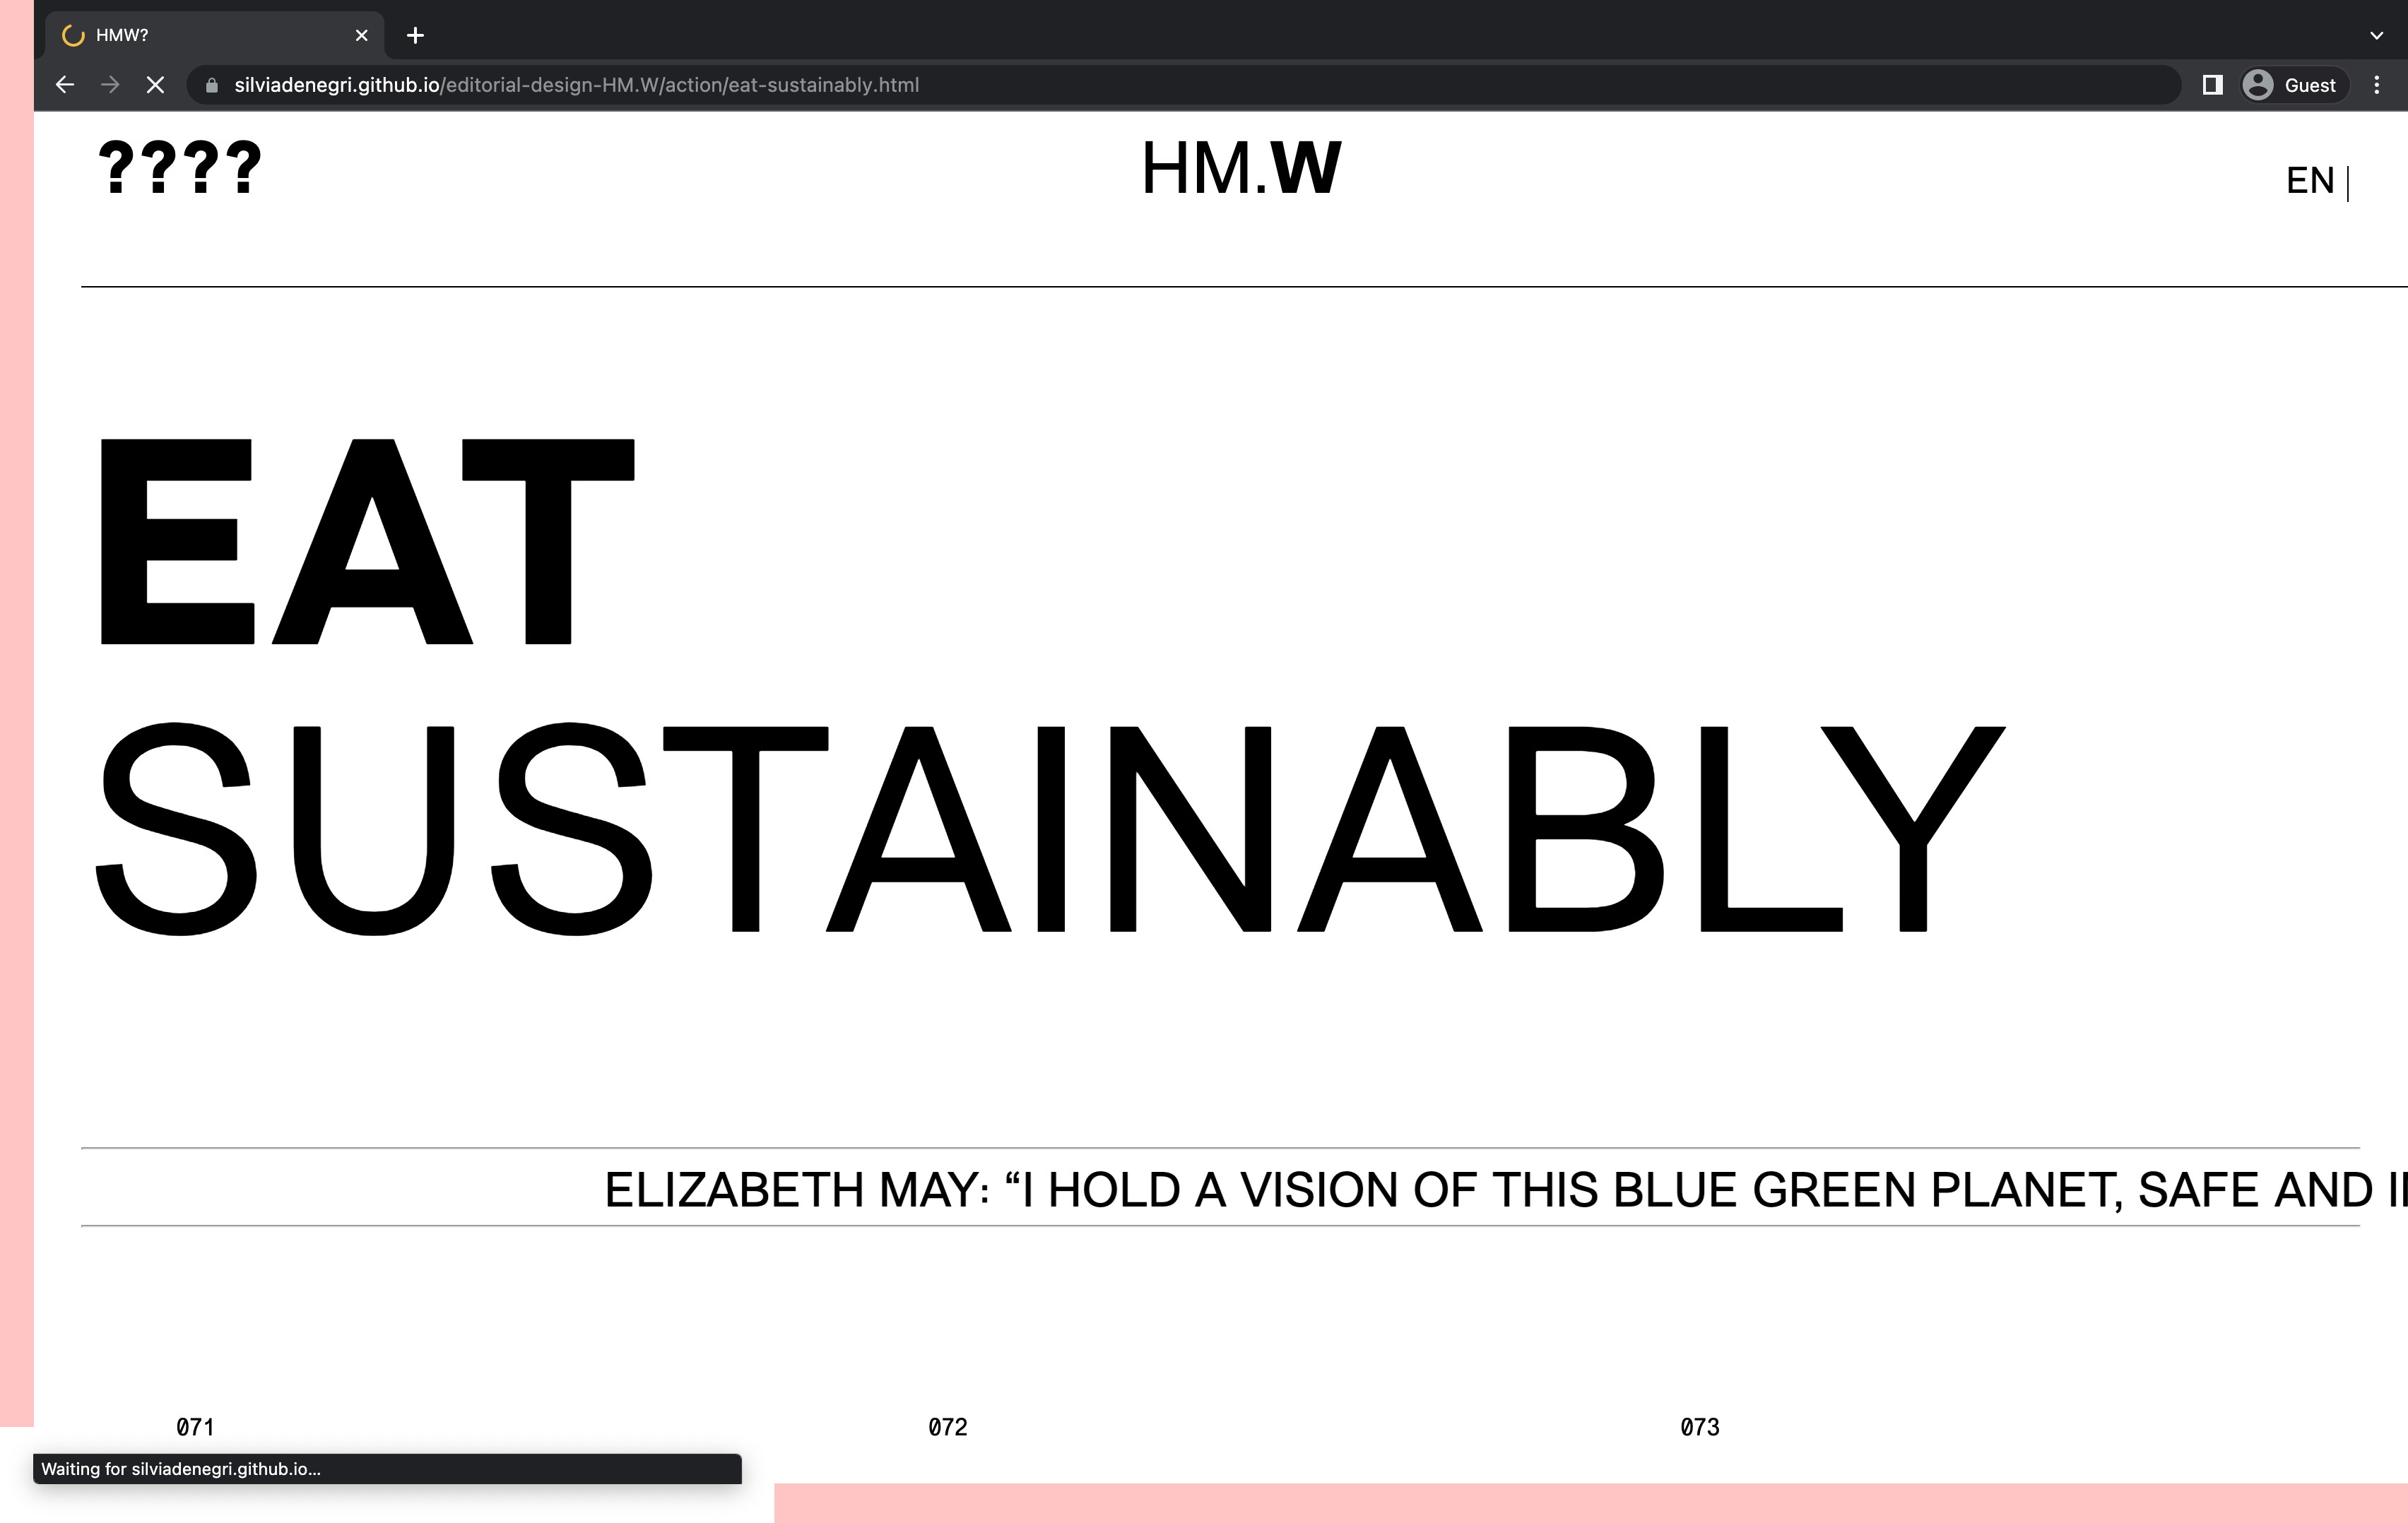 HMW?
silviadenegri.github.io/editorial-design-HM.W/action/eat-sustainably.html
Guest
???? HM.W EN |
EAT
SUSTAINABLY
ELIZABETH MAY: “I HOLD A VISION OF THIS BLUE GREEN PLANET, SAFE AND
071 072 073
Waiting for silviadenegri.github.io...